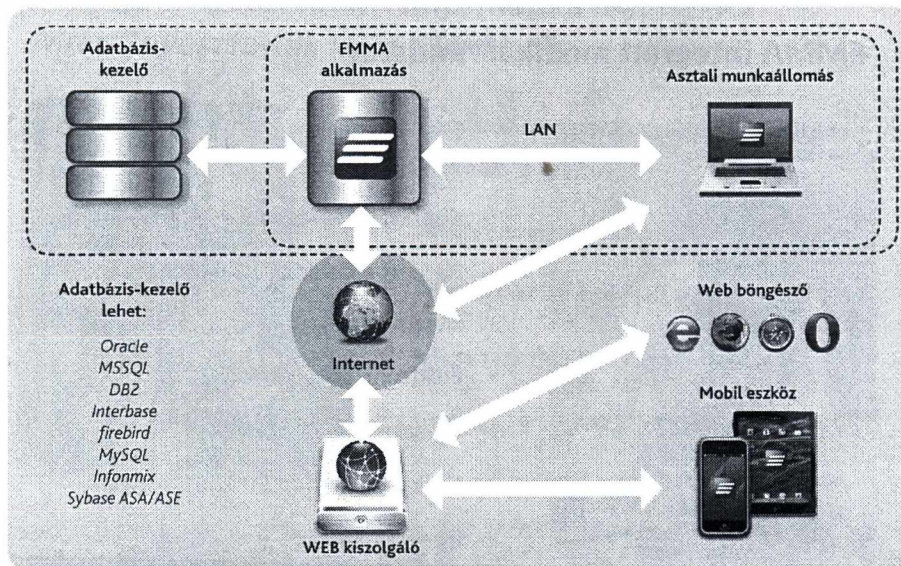 Adatbázis-
kezelő
EMMA
alkalmazás
Asztali munkaállomás
LAN
Adatbázis-kezelő
lehet:
Oracle
MSSQL
DB2
Interbase
firebird
MySQL
Infonmix
Sybase ASA/ASE
Internet
Web böngésző
Mobil eszköz
WEB kiszolgáló